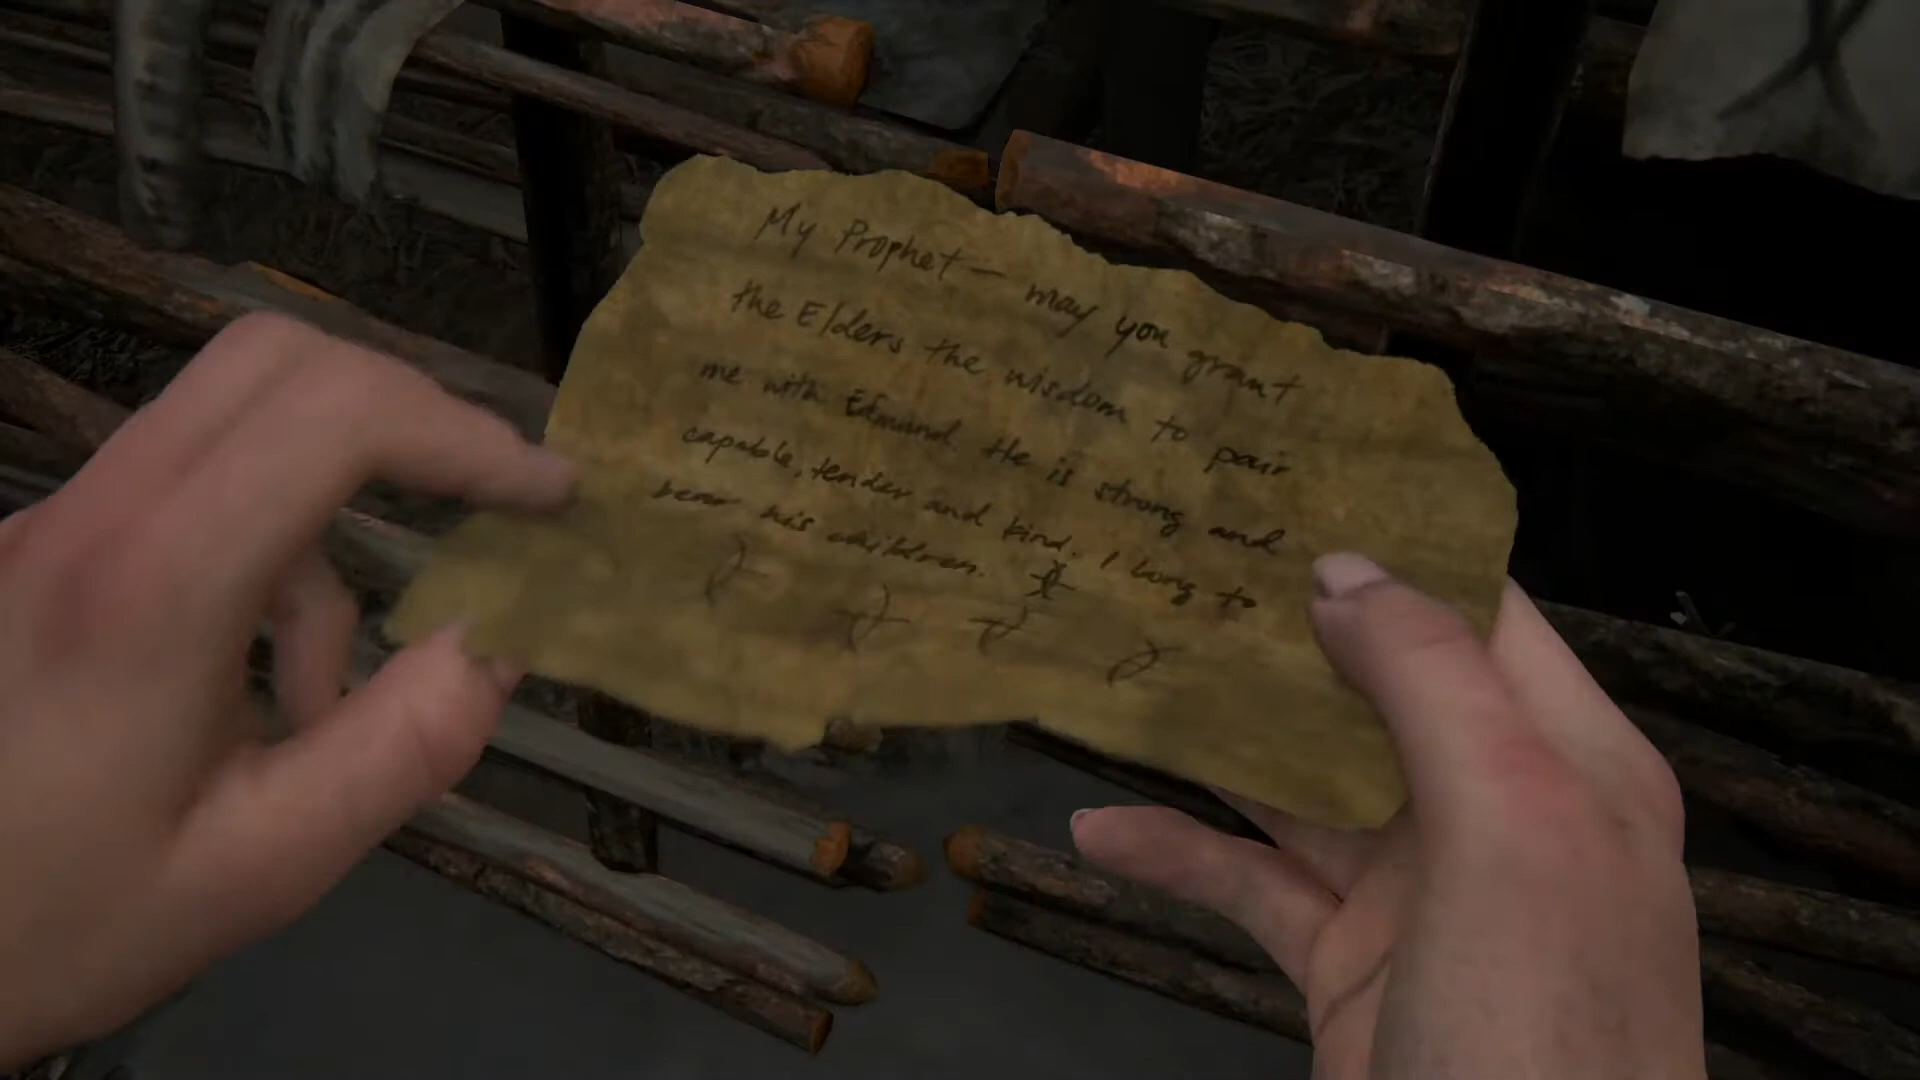 My Prophet — may you grant
the Elders the wisdom to pair
me with Edmund. He is strong and
capable, tender and kind. I long to
bear his children.